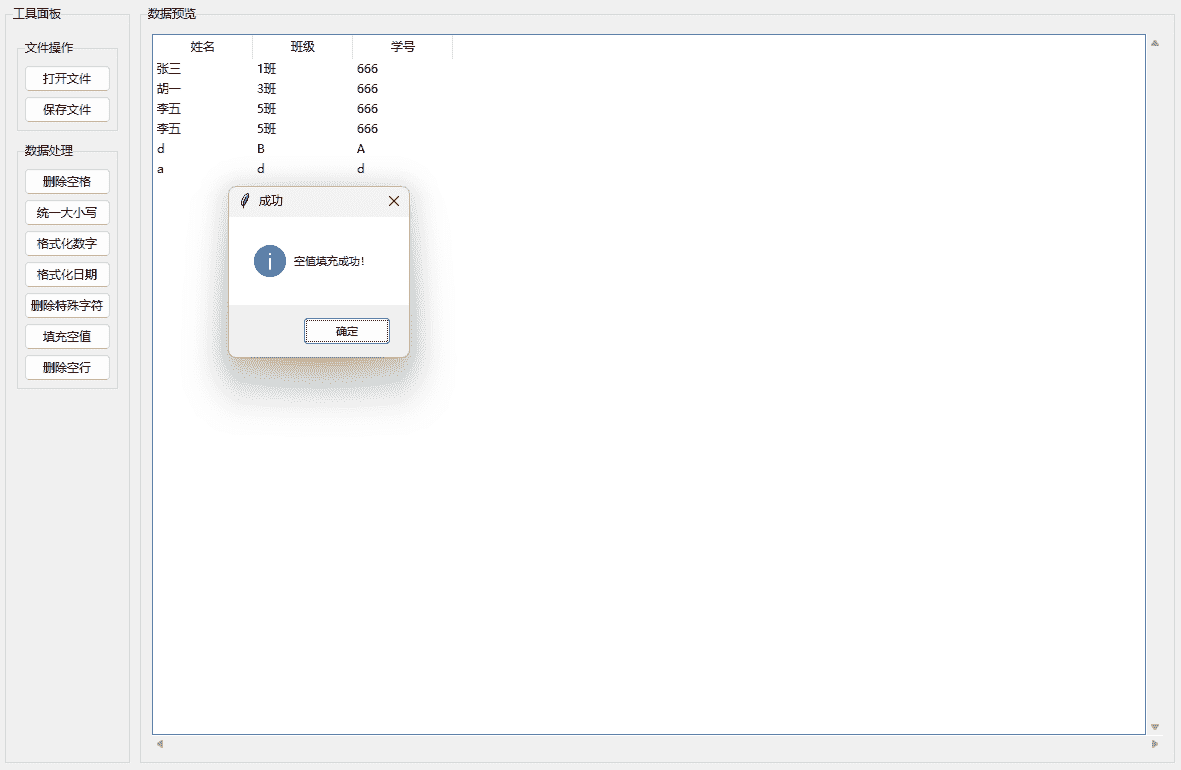 工具面板
文件操作
打开文件
保存文件
数据处理
删除空格
统一大小写
格式化数字
格式化日期
删除特殊字符
填充空值
删除空行
数据预览
姓名 班级 学号
张三 1班 666
胡一 3班 666
李五 5班 666
李五 5班 666
d B A
a d d
成功
空值填充成功!
确定